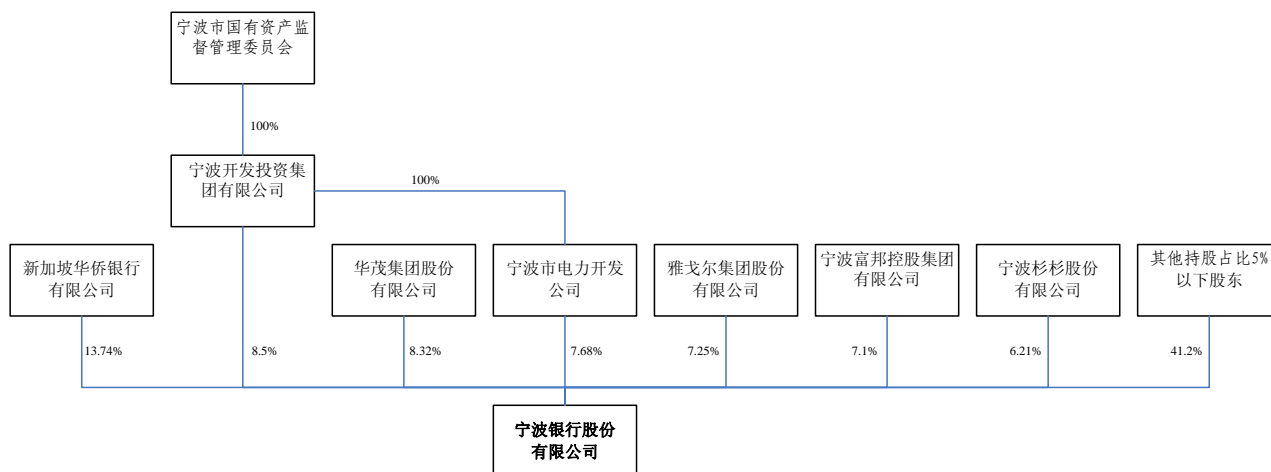 宁波市国有资产监
督管理委员会
100%
宁波开发投资集
团有限公司
100%
新加坡华侨银行
有限公司
华茂集团股份
有限公司
宁波市电力开发
公司
雅戈尔集团股份
有限公司
宁波富邦控股集团
有限公司
宁波杉杉股份
有限公司
其他持股占比5%
以下股东
13.74%
8.5%
8.32%
7.68%
7.25%
7.1%
6.21%
41.2%
宁波银行股份
有限公司